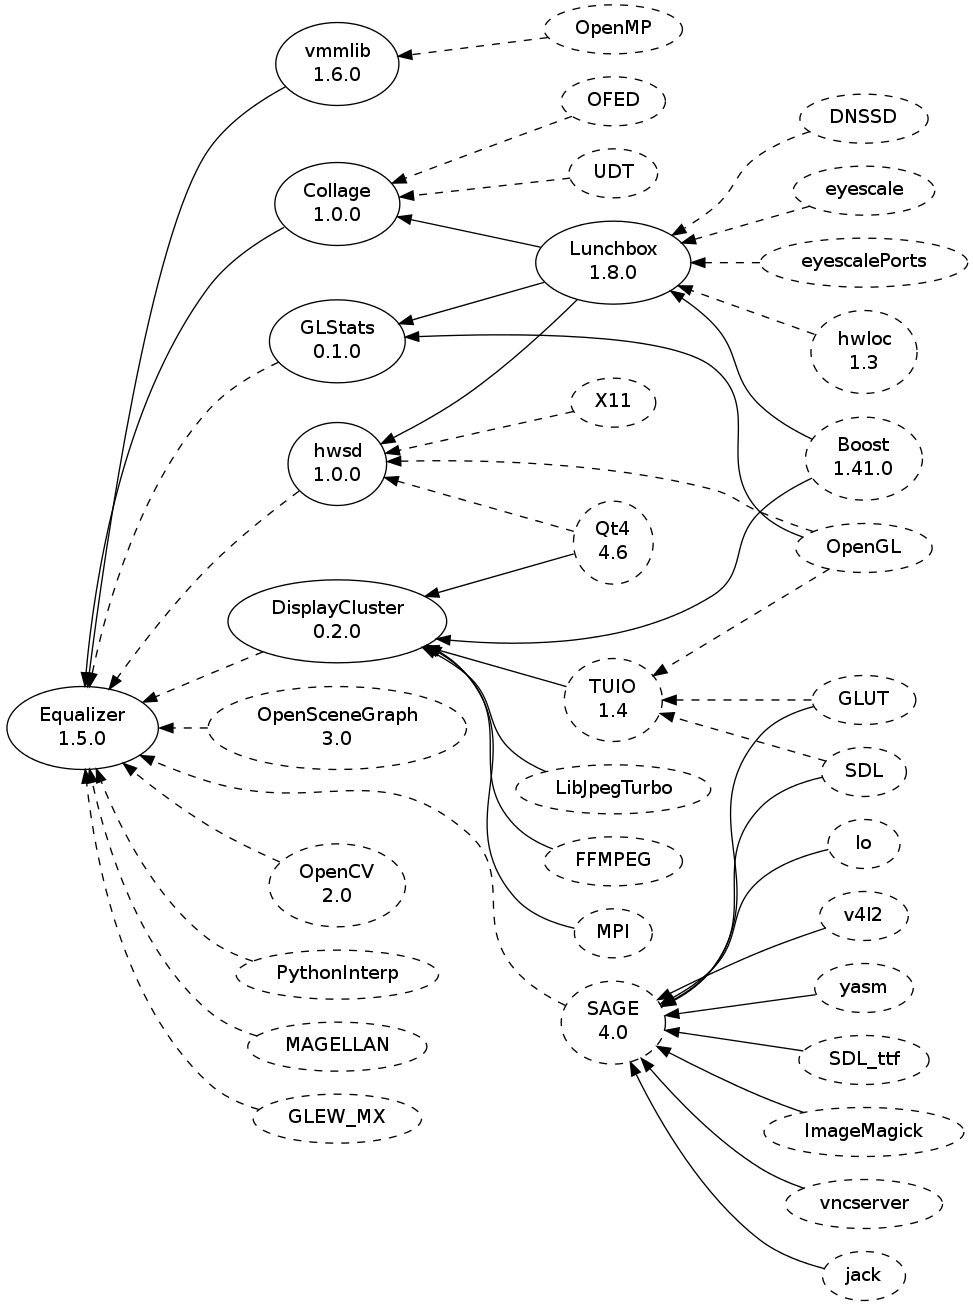 OpenMP
vmmlib
1.6.0
OFED
DNSSD
UDT
Collage
1.0.0
eyescale
Lunchbox
1.8.0
eyescalePorts
GLStats
0.1.0
hwloc
1.3
X11
hwsd
1.0.0
Boost
1.41.0
Qt4
4.6
OpenGL
DisplayCluster
0.2.0
TUIO
1.4
GLUT
Equalizer
1.5.0
OpenSceneGraph
3.0
SDL
LibJpegTurbo
lo
FFMPEG
OpenCV
2.0
v4l2
MPI
PythonInterp
yasm
SAGE
4.0
MAGELLAN
SDL_ttf
GLEW_MX
ImageMagick
vncserver
jack